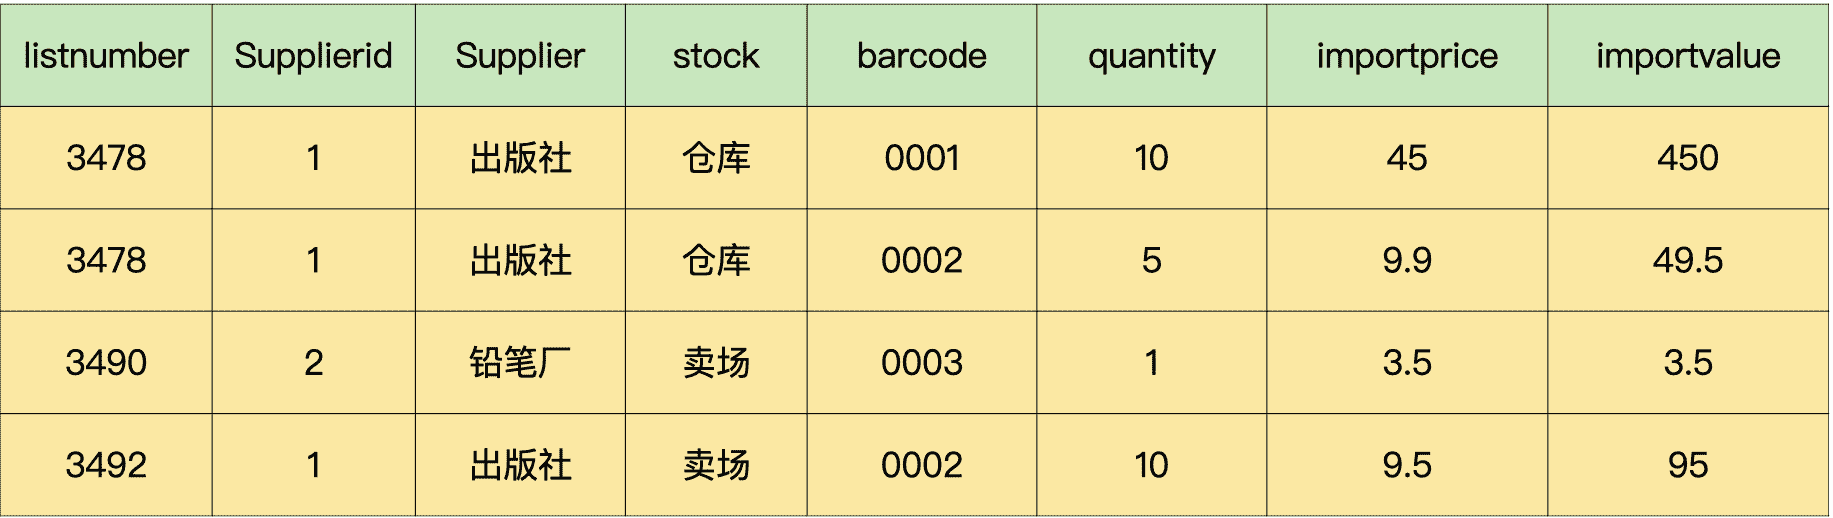 listnumber Supplierid Supplier stock barcode quantity importprice importvalue
3478 1 出版社 仓库 0001 10 45 450
3478 1 出版社 仓库 0002 5 9.9 49.5
3490 2 铅笔厂 卖场 0003 1 3.5 3.5
3492 1 出版社 卖场 0002 10 9.5 95